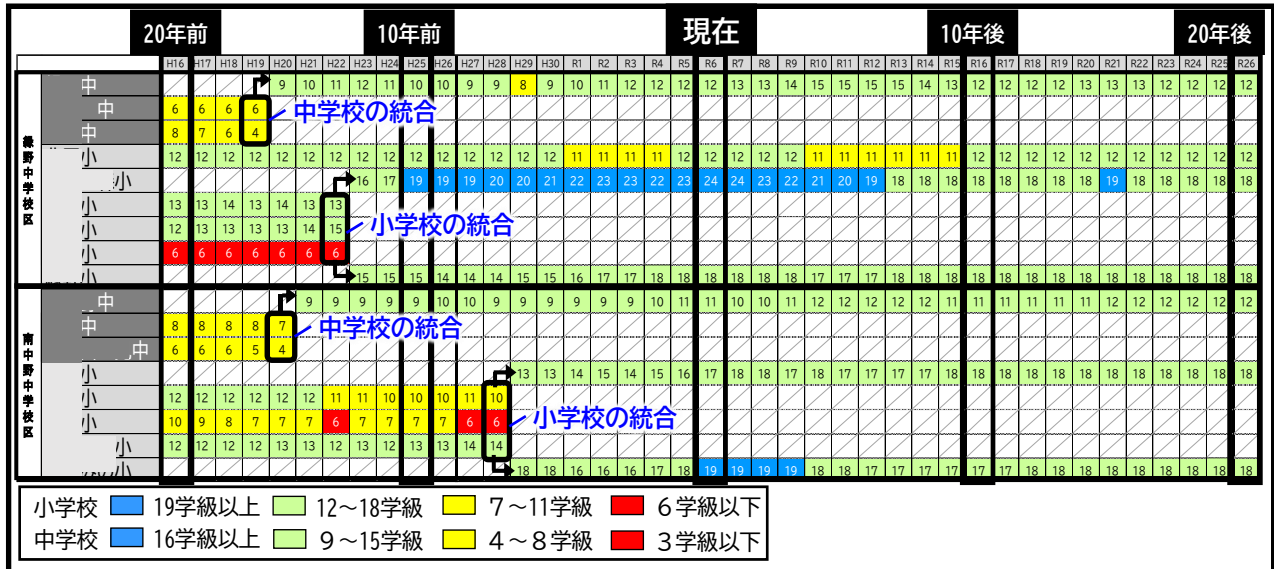 20年前 10年前 現在 10年後 20年後
H16 H17 H18 H19 H20 H21 H22 H23 H24 H25 H26 H27 H28 H29 H30 R1 R2 R3 R4 R5 R6 R7 R8 R9 R10 R11 R12 R13 R14 R15 R16 R17 R18 R19 R20 R21 R22 R23 R24 R25 R26
緑野中学校区
中 9 10 11 12 11 10 10 9 9 8 9 10 11 12 12 12 12 13 13 14 15 15 15 15 14 13 12 12 12 12 13 13 13 12 12 12 12
中 6 6 6 6
中学校の統合
中 8 7 6 4
小 12 12 12 12 12 12 12 12 12 12 12 12 12 12 12 11 11 11 11 12 12 12 12 12 11 11 11 11 11 11 12 12 12 12 12 12 12 12 12 12 12
小 16 17 19 19 19 20 20 21 22 23 23 22 23 24 24 23 22 21 20 19 18 18 18 18 18 18 18 18 19 18 18 18 18 18
小 13 13 14 13 14 13 13
小 12 13 13 13 13 14 15
小学校の統合
小 6 6 6 6 6 6 6
小 15 15 15 14 14 14 15 15 16 17 17 18 18 18 18 18 18 17 17 17 18 18 18 18 18 18 18 18 18 18 18 18 18 18
南中野中学校区
中 9 9 9 9 9 10 10 9 9 9 9 9 9 10 11 11 10 10 11 12 12 12 12 12 11 11 11 11 11 11 12 12 12 12 12 12
中 8 8 8 8 7
中学校の統合
中 6 6 6 5 4
小 13 13 14 15 14 15 16 17 18 18 17 18 18 17 17 17 18 18 18 18 18 18 18 18 18 18 18 18
小 12 12 12 12 12 12 11 11 10 10 10 11 10
小 10 9 8 7 7 7 6 7 7 7 7 6 6
小学校の統合
小 12 12 12 12 13 13 12 13 12 13 13 14 14
小 18 18 16 16 16 17 18 19 19 19 19 18 18 17 17 17 17 17 17 18 18 18 18 18 18 18 18 18
小学校 19学級以上 12~18学級 7~11学級 6学級以下
中学校 16学級以上 9~15学級 4~8学級 3学級以下